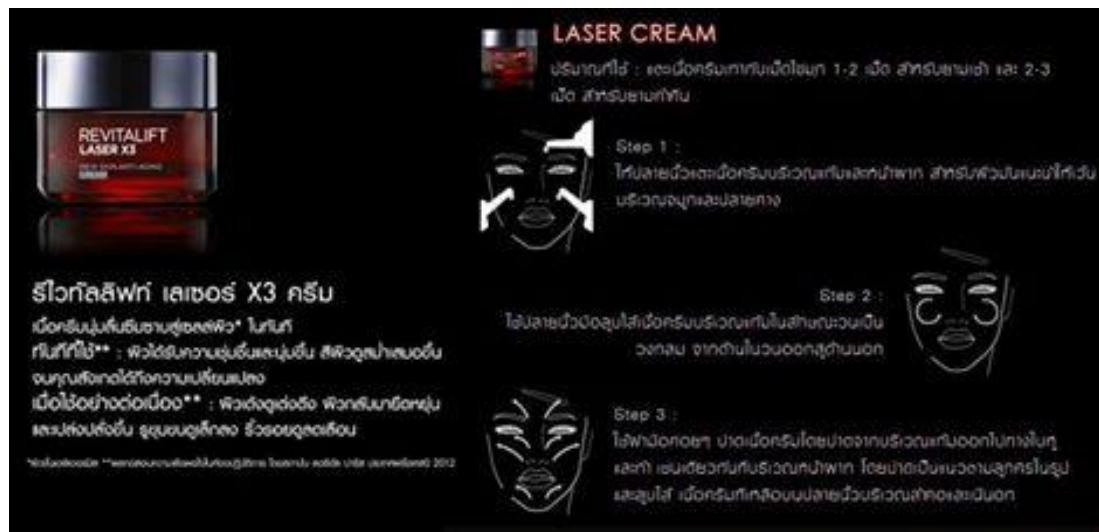 REVITALIFT
LASER X3
NEW SKIN ANTI-AGING
CREAM
รีไวทัลลิฟท์ เลเซอร์ X3 ครีม
เนื้อครีมนุ่มลื่นซึมซาบสู่เซลล์ผิว* ในทันที
ทันทีที่ใช้** : ผิวได้รับความชุ่มชื้นและนุ่มขึ้น สีผิวดูสม่ำเสมอขึ้น
จนคุณสังเกตได้ถึงความเปลี่ยนแปลง
เมื่อใช้อย่างต่อเนื่อง** : ผิวเด้งดูเต่งตึง ผิวกลับมายืดหยุ่น
และเปล่งปลั่งขึ้น รูขุมขนดูเล็กลง ริ้วรอยดูลดเลือน
LASER CREAM
ปริมาณที่ใช้ : แตะเนื้อครีมเท่ากับเม็ดไข่มุก 1-2 เม็ด สำหรับยามเช้า และ 2-3
เม็ด สำหรับยามค่ำคืน
Step 1 :
ให้ปลายนิ้วแตะเนื้อครีมบริเวณแก้มและหน้าผาก สำหรับผิวมันแนะนำให้เว้น
บริเวณจมูกและปลายคาง
Step 2 :
ใช้ปลายนิ้วมือลูบไล้เนื้อครีมบริเวณแก้มในลักษณะวนเป็น
วงกลม จากด้านในวนออกสู่ด้านนอก
Step 3 :
ใช้ฝ่ามือค่อยๆ ปาดเนื้อครีมโดยปาดจากบริเวณแก้มออกไปทางใบหู
และทำ เช่นเดียวกันกับบริเวณหน้าผาก โดยปาดเป็นแนวตามลูกศรในรูป
และลูบไล้ เนื้อครีมที่เหลือบนปลายนิ้วบริเวณลำคอและเนินอก